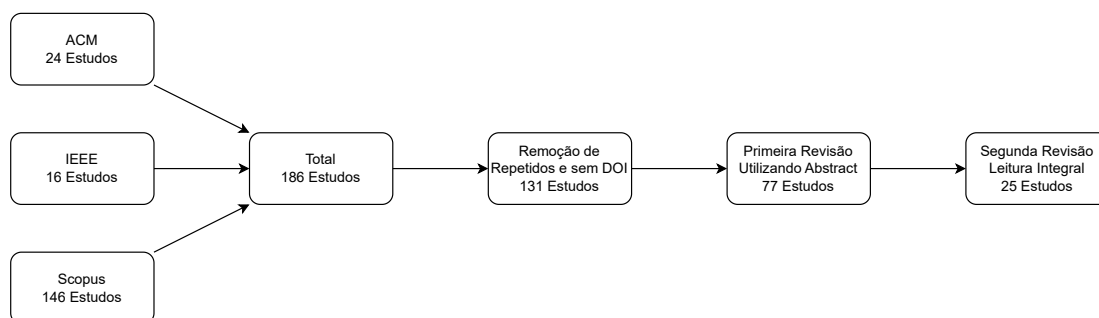 ACM
24 Estudos
IEEE
16 Estudos
Scopus
146 Estudos
Total
186 Estudos
Remoção de
Repetidos e sem DOI
131 Estudos
Primeira Revisão
Utilizando Abstract
77 Estudos
Segunda Revisão
Leitura Integral
25 Estudos